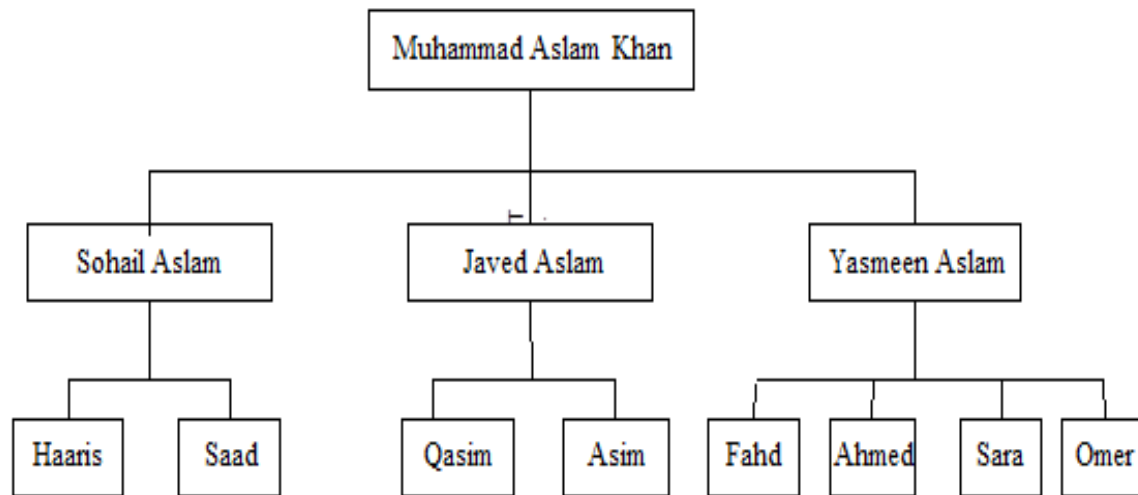 Muhammad Aslam Khan
Sohail Aslam
Javed Aslam
Yasmeen Aslam
Haaris
Saad
Qasim
Asim
Fahd
Ahmed
Sara
Omer